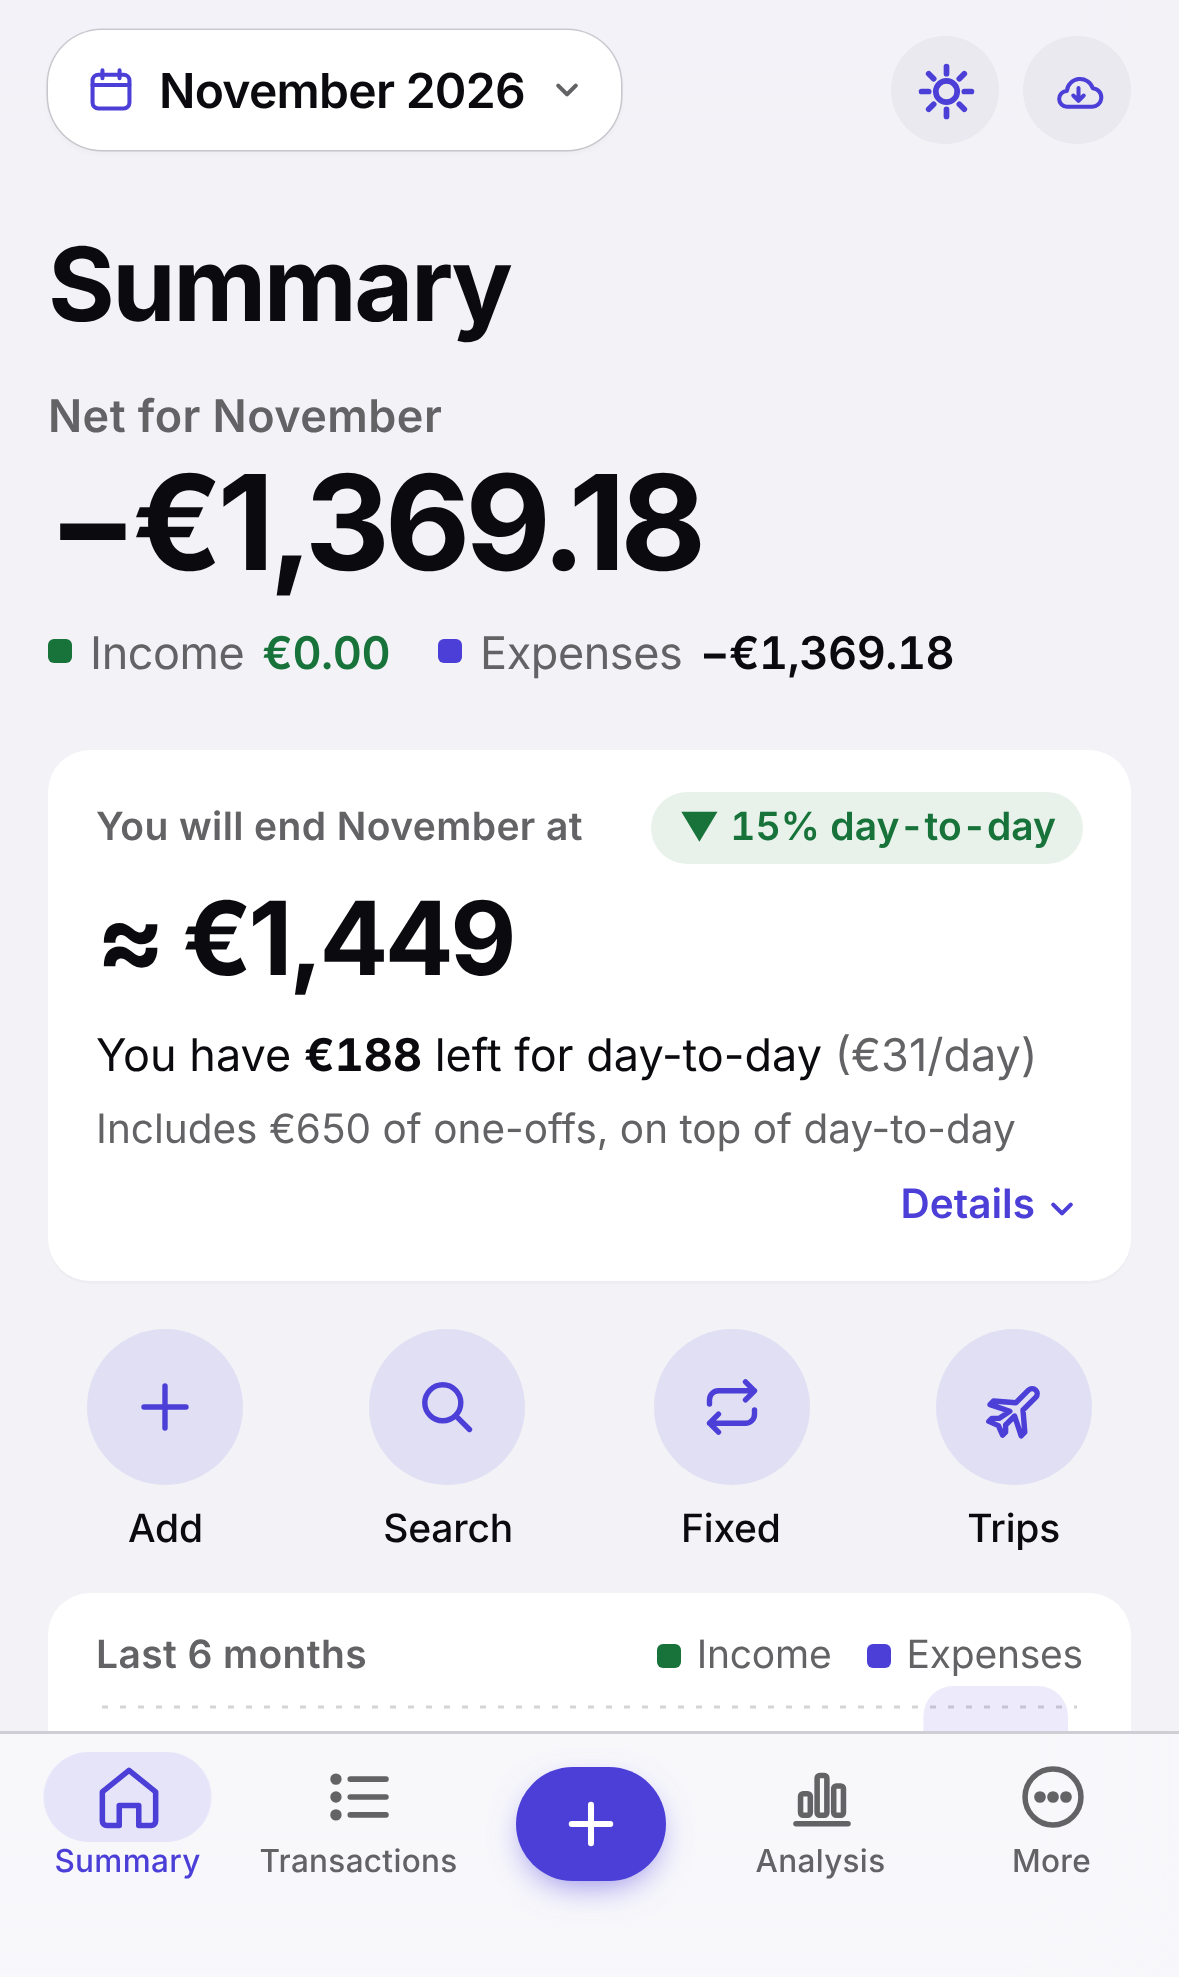 November 2026
Summary
Net for November
−€1,369.18
Income €0.00 Expenses −€1,369.18
You will end November at ▼ 15% day-to-day
≈ €1,449
You have €188 left for day-to-day (€31/day)
Includes €650 of one-offs, on top of day-to-day
Details
Add Search Fixed Trips
Last 6 months Income Expenses
Summary Transactions Analysis More